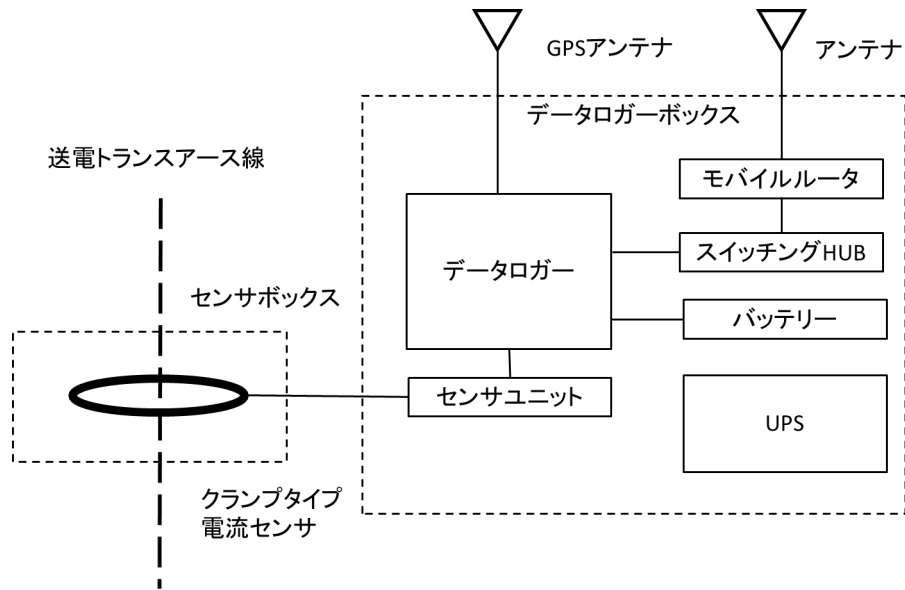 GPSアンテナ
アンテナ
データロガーボックス
送電トランスアース線
モバイルルータ
スイッチングHUB
データロガー
センサボックス
バッテリー
センサユニット
UPS
クランプタイプ
電流センサ